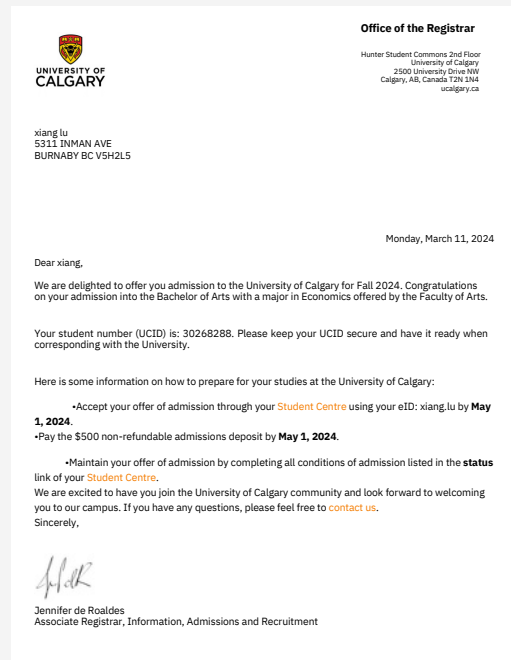 Office of the Registrar
UNIVERSITY OF
CALGARY
Hunter Student Commons 2nd Floor
University of Calgary
2500 University Drive NW
Calgary, AB, Canada T2N 1N4
ucalgary.ca
xiang lu
5311 INMAN AVE
BURNABY BC V5H2L5
Monday, March 11, 2024
Dear xiang,
We are delighted to offer you admission to the University of Calgary for Fall 2024. Congratulations
on your admission into the Bachelor of Arts with a major in Economics offered by the Faculty of Arts.
Your student number (UCID) is: 30268288. Please keep your UCID secure and have it ready when
corresponding with the University.
Here is some information on how to prepare for your studies at the University of Calgary:
•Accept your offer of admission through your Student Centre using your eID: xiang.lu by May
1, 2024.
•Pay the $500 non-refundable admissions deposit by May 1, 2024.
•Maintain your offer of admission by completing all conditions of admission listed in the status
link of your Student Centre.
We are excited to have you join the University of Calgary community and look forward to welcoming
you to our campus. If you have any questions, please feel free to contact us.
Sincerely,
Jennifer de Roaldes
Associate Registrar, Information, Admissions and Recruitment